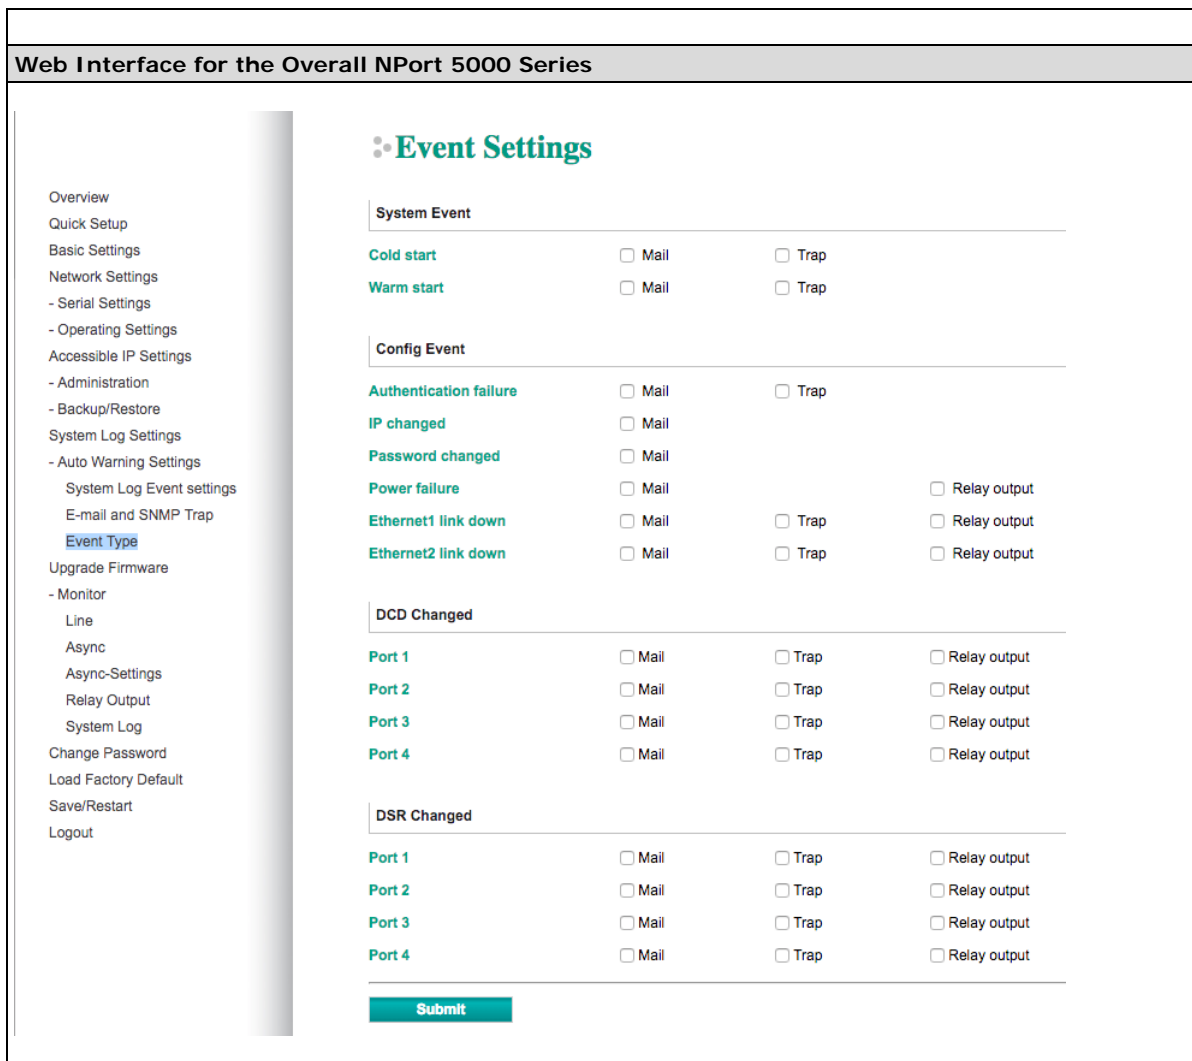 Web Interface for the Overall NPort 5000 Series
Overview
Quick Setup
Basic Settings
Network Settings
- Serial Settings
- Operating Settings
Accessible IP Settings
- Administration
- Backup/Restore
System Log Settings
- Auto Warning Settings
System Log Event settings
E-mail and SNMP Trap
Event Type
Upgrade Firmware
- Monitor
Line
Async
Async-Settings
Relay Output
System Log
Change Password
Load Factory Default
Save/Restart
Logout
Event Settings
System Event
Cold start Mail Trap
Warm start Mail Trap
Config Event
Authentication failure Mail Trap
IP changed Mail
Password changed Mail
Power failure Mail Relay output
Ethernet1 link down Mail Trap Relay output
Ethernet2 link down Mail Trap Relay output
DCD Changed
Port 1 Mail Trap Relay output
Port 2 Mail Trap Relay output
Port 3 Mail Trap Relay output
Port 4 Mail Trap Relay output
DSR Changed
Port 1 Mail Trap Relay output
Port 2 Mail Trap Relay output
Port 3 Mail Trap Relay output
Port 4 Mail Trap Relay output
Submit